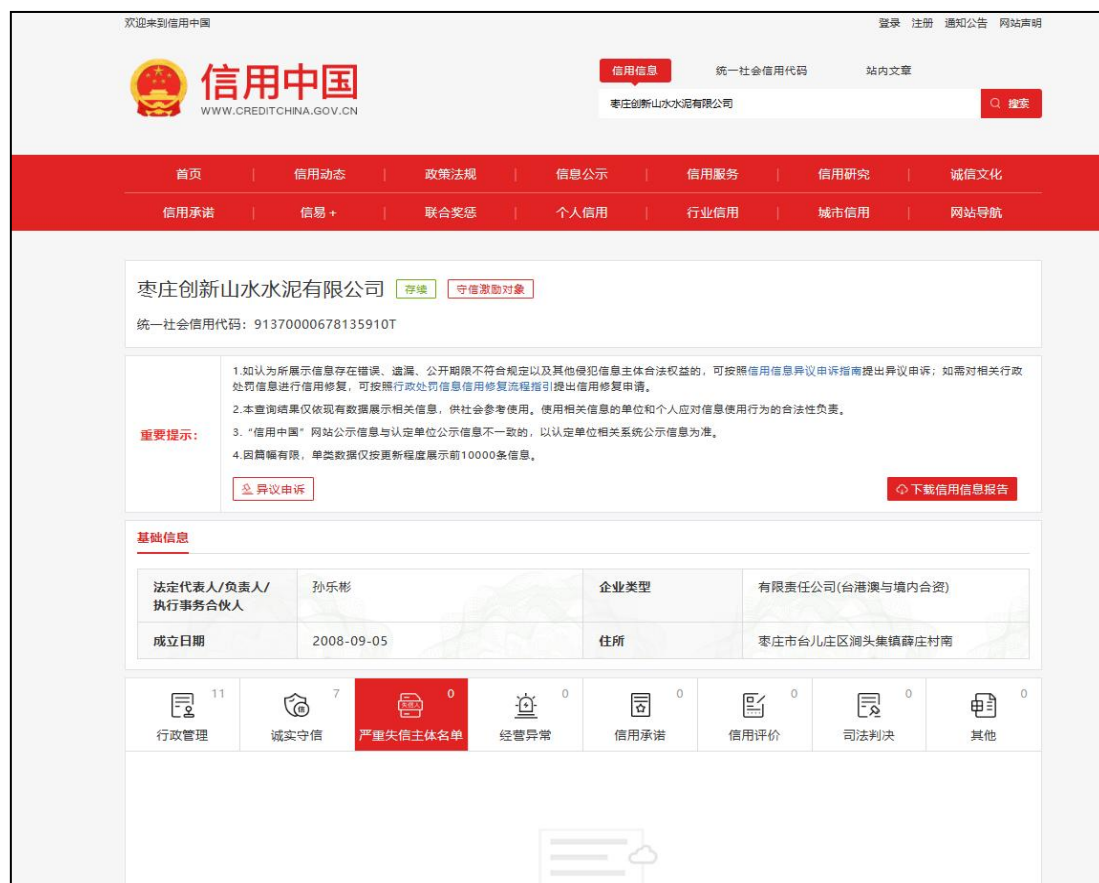 欢迎来到信用中国
登录 注册 通知公告 网站声明
信用中国
WWW.CREDITCHINA.GOV.CN
信用信息 统一社会信用代码 站内文章
枣庄创新山水水泥有限公司 搜索
首页 | 信用动态 | 政策法规 | 信息公示 | 信用服务 | 信用研究 | 诚信文化
信用承诺 | 信易+ | 联合奖惩 | 个人信用 | 行业信用 | 城市信用 | 网站导航
枣庄创新山水水泥有限公司 存续 守信激励对象
统一社会信用代码：91370000678135910T
重要提示：
1.如认为所展示信息存在错误、遗漏、公开期限不符合规定以及其他侵犯信息主体合法权益的，可按照信用信息异议申诉指南提出异议申诉；如需对相关行政
处罚信息进行信用修复，可按照行政处罚信息信用修复流程指引提出信用修复申请。
2.本查询结果仅依现有数据展示相关信息，供社会参考使用。使用相关信息的单位和个人应对信息使用行为的合法性负责。
3.“信用中国”网站公示信息与认定单位公示信息不一致的，以认定单位相关系统公示信息为准。
4.因篇幅有限，单类数据仅按更新程度展示前10000条信息。
异议申诉 下载信用信息报告
基础信息
法定代表人/负责人/
执行事务合伙人
孙乐彬
企业类型 有限责任公司(台港澳与境内合资)
成立日期 2008-09-05 住所 枣庄市台儿庄区涧头集镇薛庄村南
11 7 0 0 0 0 0 0
行政管理 诚实守信 严重失信主体名单 经营异常 信用承诺 信用评价 司法判决 其他